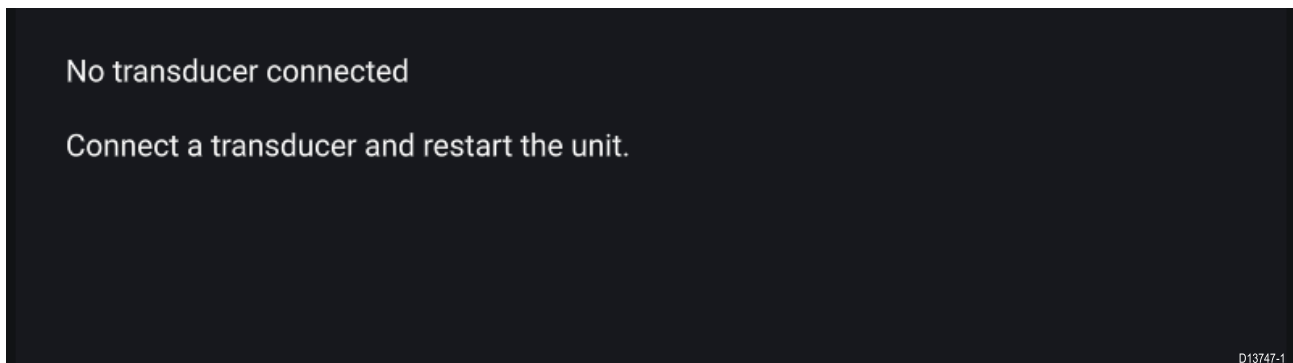 No transducer connected
Connect a transducer and restart the unit.
D13747-1